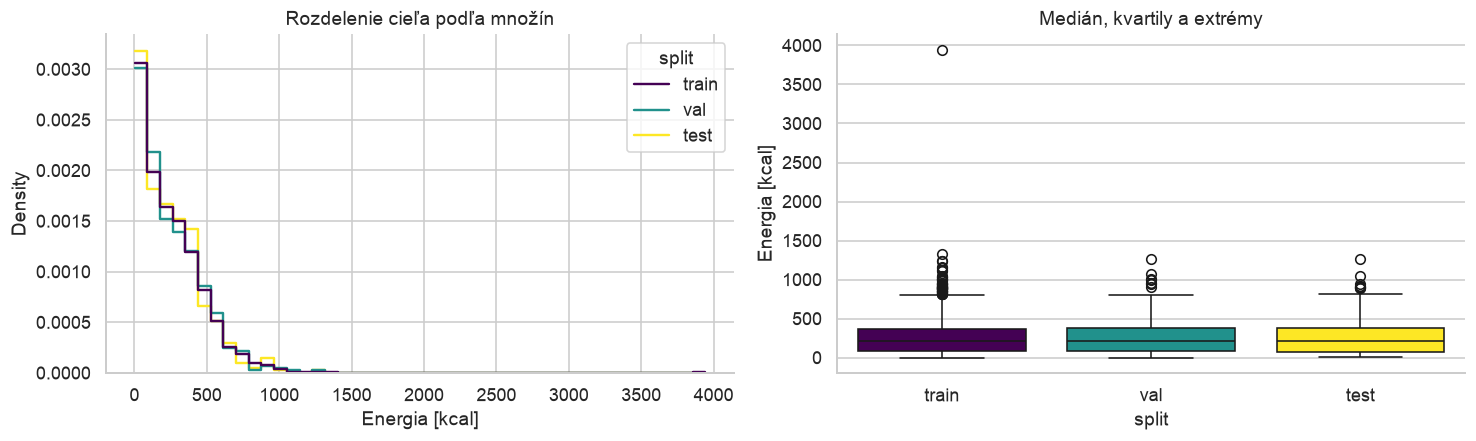 Rozdelenie cieľa podľa množín
0.0030
0.0025
0.0020
0.0015
0.0010
0.0005
0.0000
Density
0 500 1000 1500 2000 2500 3000 3500 4000
Energia [kcal]
split
train
val
test
Medián, kvartily a extrémy
4000
3500
3000
2500
2000
1500
1000
500
0
Energia [kcal]
train val test
split